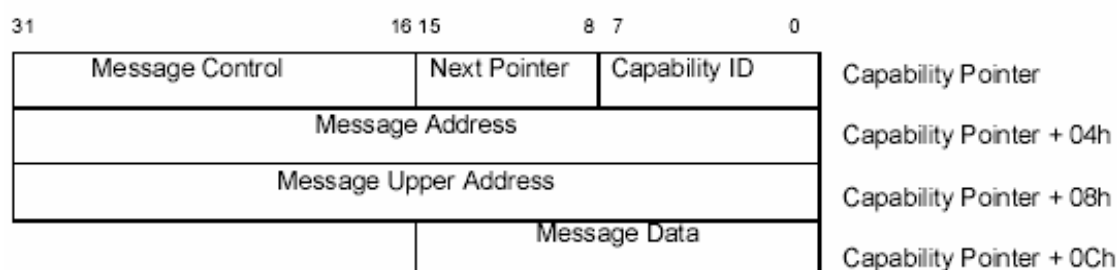 31 16 15 8 7 0
Message Control Next Pointer Capability ID Capability Pointer
Message Address Capability Pointer + 04h
Message Upper Address Capability Pointer + 08h
Message Data Capability Pointer + 0Ch